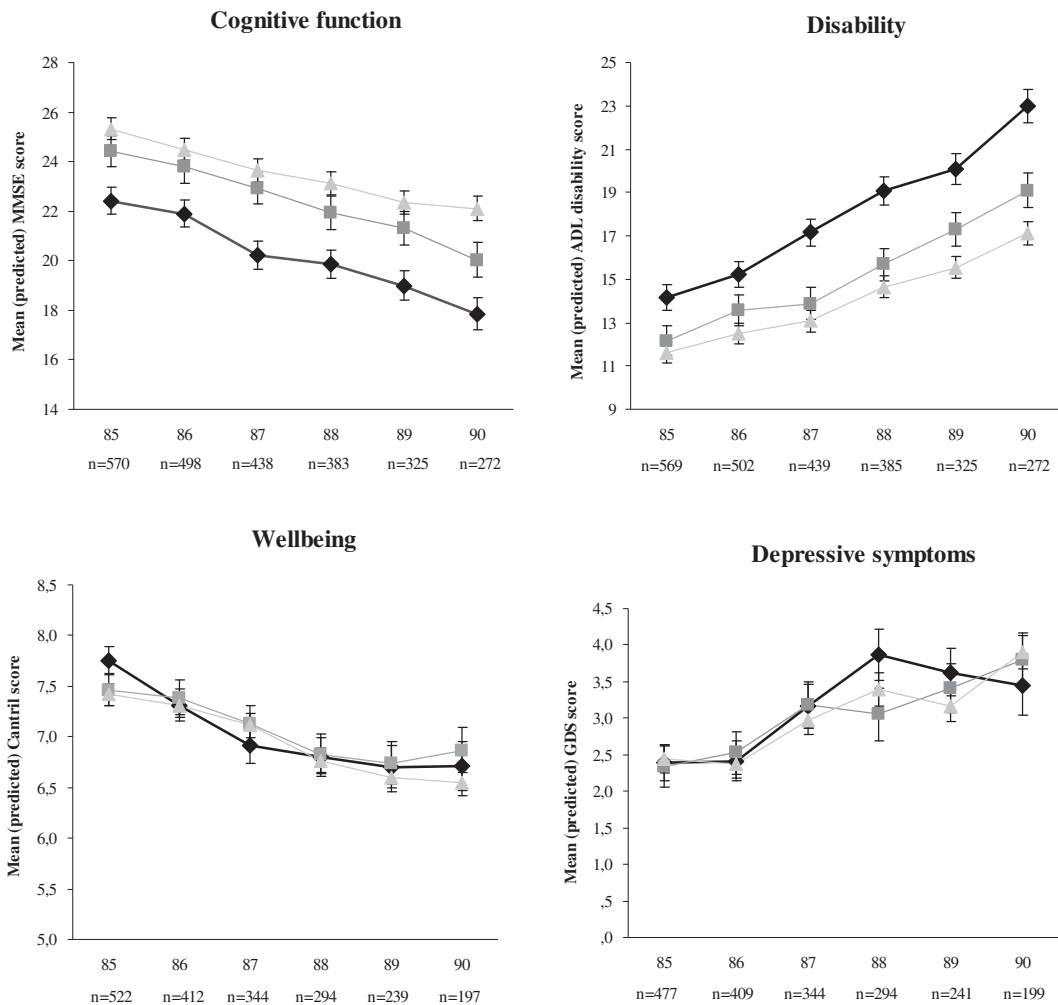 Cognitive function
Mean (predicted) MMSE score
26
24
22
20
18
16
14
28
85 86 87 88 89 90
n=570 n=498 n=438 n=383 n=325 n=272
Disability
Mean (predicted) ADL disability score
25
23
21
19
17
15
13
11
9
85 86 87 88 89 90
n=569 n=502 n=439 n=385 n=325 n=272
Wellbeing
Mean (predicted) Cantril score
8,5
8,0
7,5
7,0
6,5
6,0
5,5
5,0
85 86 87 88 89 90
n=522 n=412 n=344 n=294 n=239 n=197
Depressive symptoms
Mean (predicted) GDS score
4,5
4,0
3,5
3,0
2,5
2,0
1,5
1,0
,5
,0
85 86 87 88 89 90
n=477 n=409 n=344 n=294 n=241 n=199